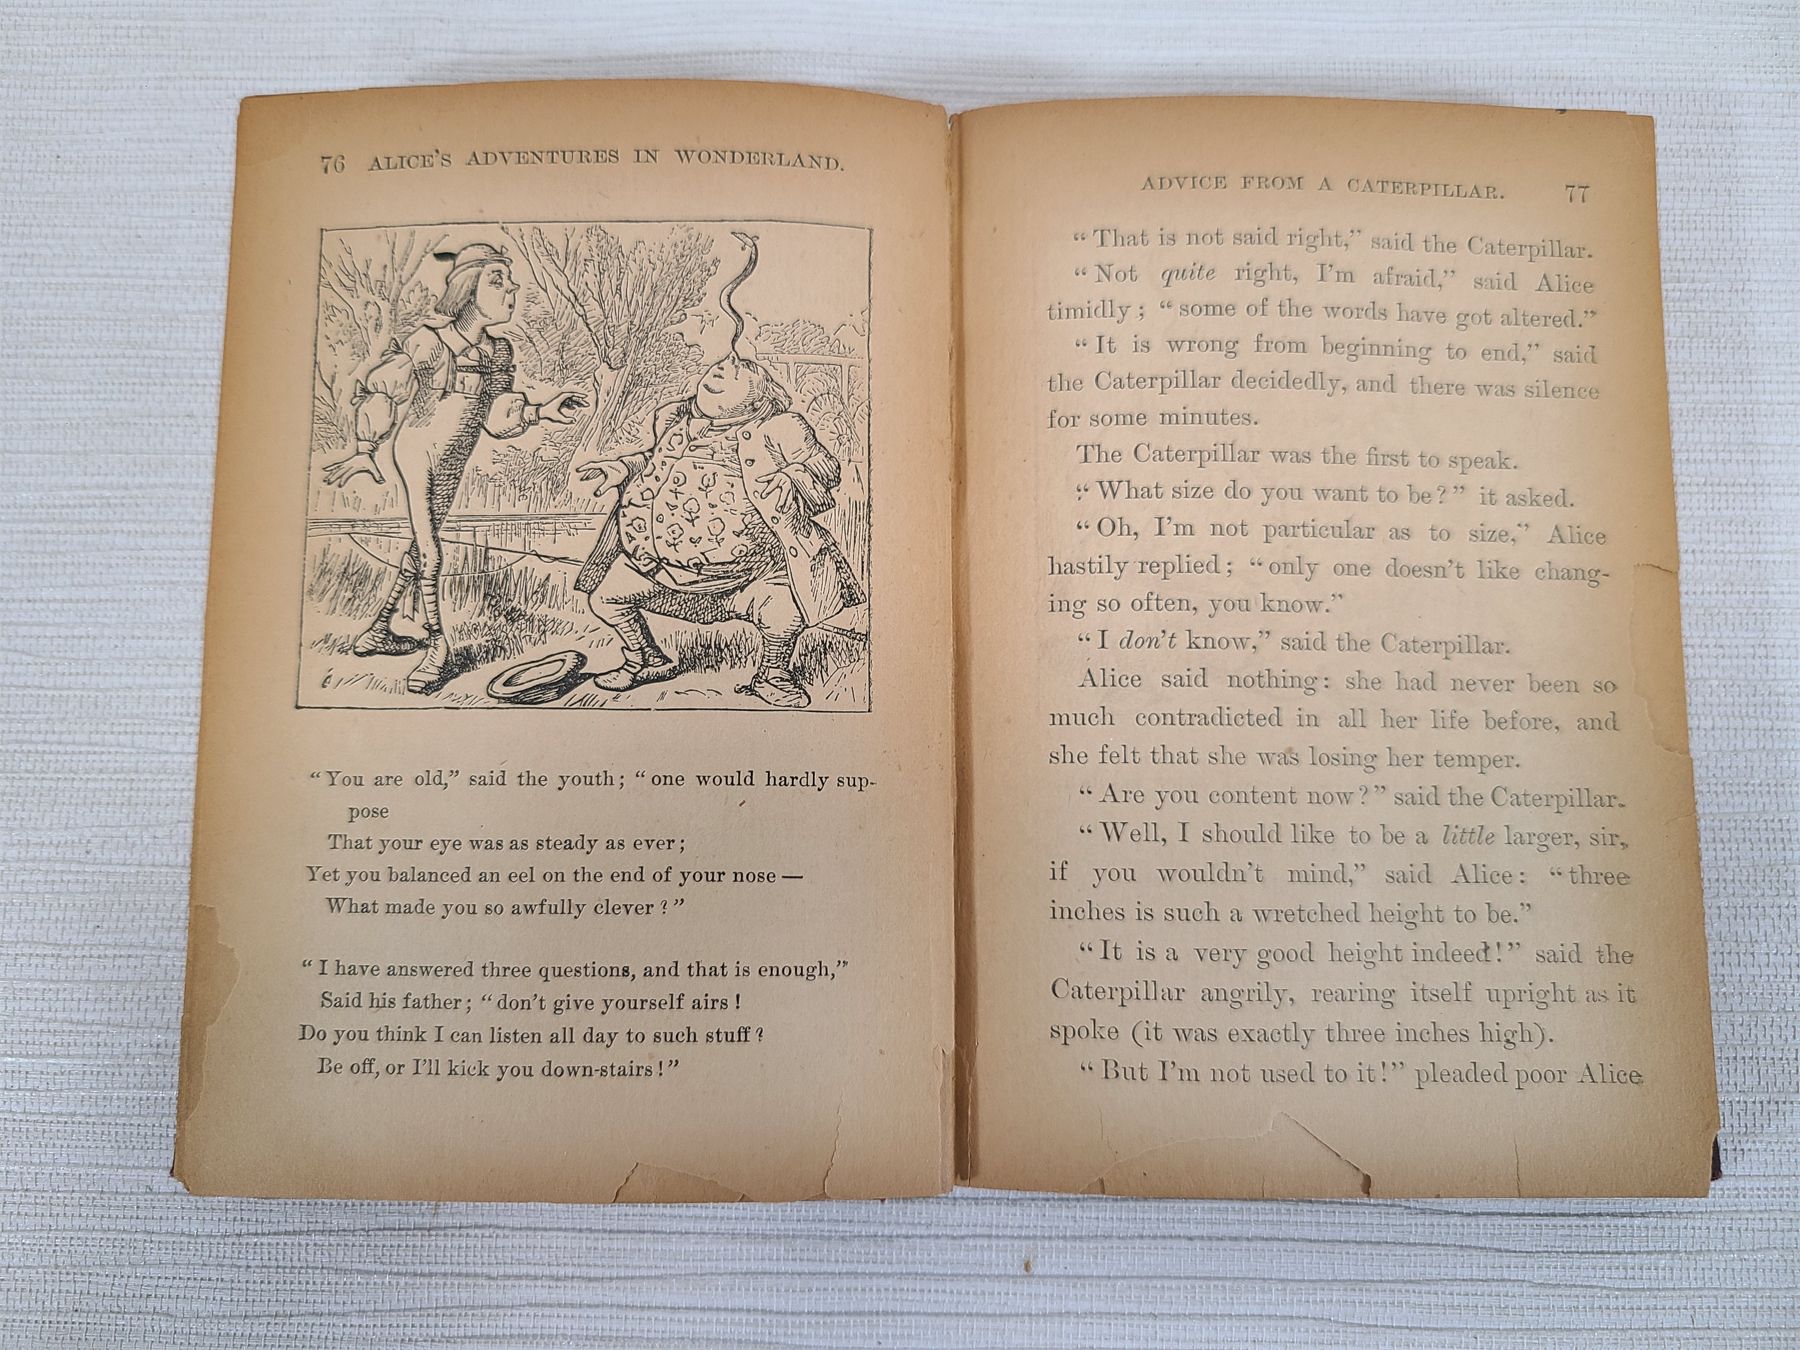 76 ALICE'S ADVENTURES IN WONDERLAND.
“You are old,” said the youth; “one would hardly sup-
pose
That your eye was as steady as ever;
Yet you balanced an eel on the end of your nose —
What made you so awfully clever?”
“I have answered three questions, and that is enough,”
Said his father; “don't give yourself airs!
Do you think I can listen all day to such stuff?
Be off, or I'll kick you down-stairs!”
ADVICE FROM A CATERPILLAR. 77
“That is not said right,” said the Caterpillar.
“Not quite right, I'm afraid,” said Alice
timidly; “some of the words have got altered.”
“It is wrong from beginning to end,” said
the Caterpillar decidedly, and there was silence
for some minutes.
The Caterpillar was the first to speak.
“What size do you want to be?” it asked.
“Oh, I'm not particular as to size,” Alice
hastily replied; “only one doesn't like chang-
ing so often, you know.”
“I don't know,” said the Caterpillar.
Alice said nothing: she had never been so
much contradicted in all her life before, and
she felt that she was losing her temper.
“Are you content now?” said the Caterpillar.
“Well, I should like to be a little larger, sir,
if you wouldn't mind,” said Alice: “three
inches is such a wretched height to be.”
“It is a very good height indeed!” said the
Caterpillar angrily, rearing itself upright as it
spoke (it was exactly three inches high).
“But I'm not used to it!” pleaded poor Alice